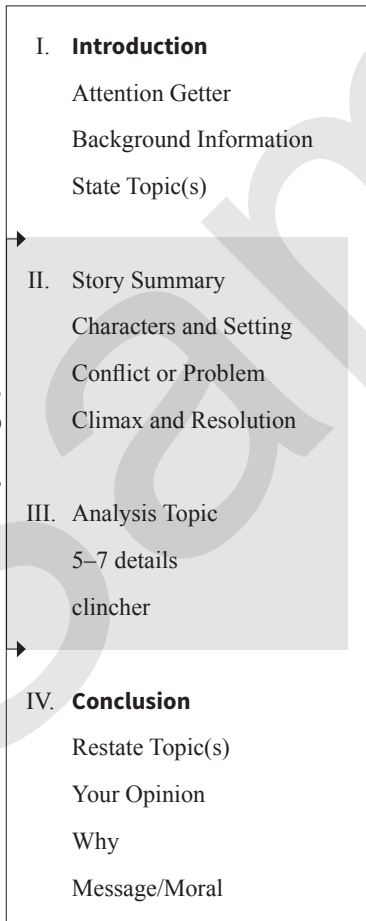 I. Introduction
Attention Getter
Background Information
State Topic(s)
II. Story Summary
Characters and Setting
Conflict or Problem
Climax and Resolution
III. Analysis Topic
5–7 details
clincher
IV. Conclusion
Restate Topic(s)
Your Opinion
Why
Message/Moral